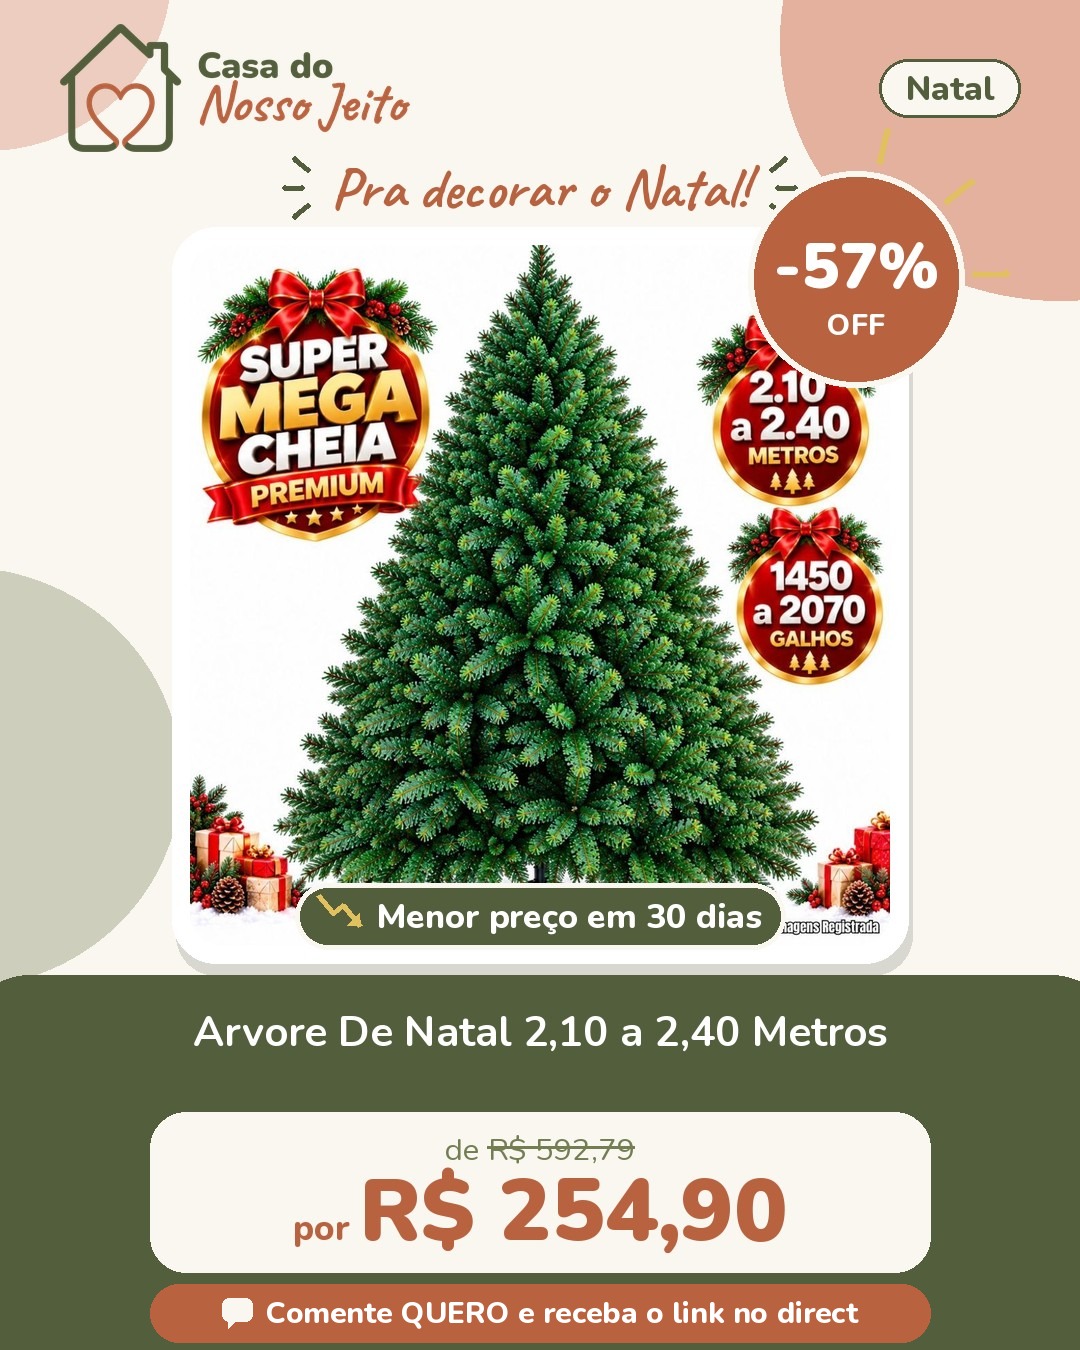 Casa do
Nosso Jeito
Natal
Pra decorar o Natal!
-57%
OFF
SUPER
MEGA
CHEIA
PREMIUM
2.10
a 2.40
METROS
1450
a 2070
GALHOS
Menor preço em 30 dias
Registrada
Arvore De Natal 2,10 a 2,40 Metros
de R$ 592,79
por R$ 254,90
Comente QUERO e receba o link no direct